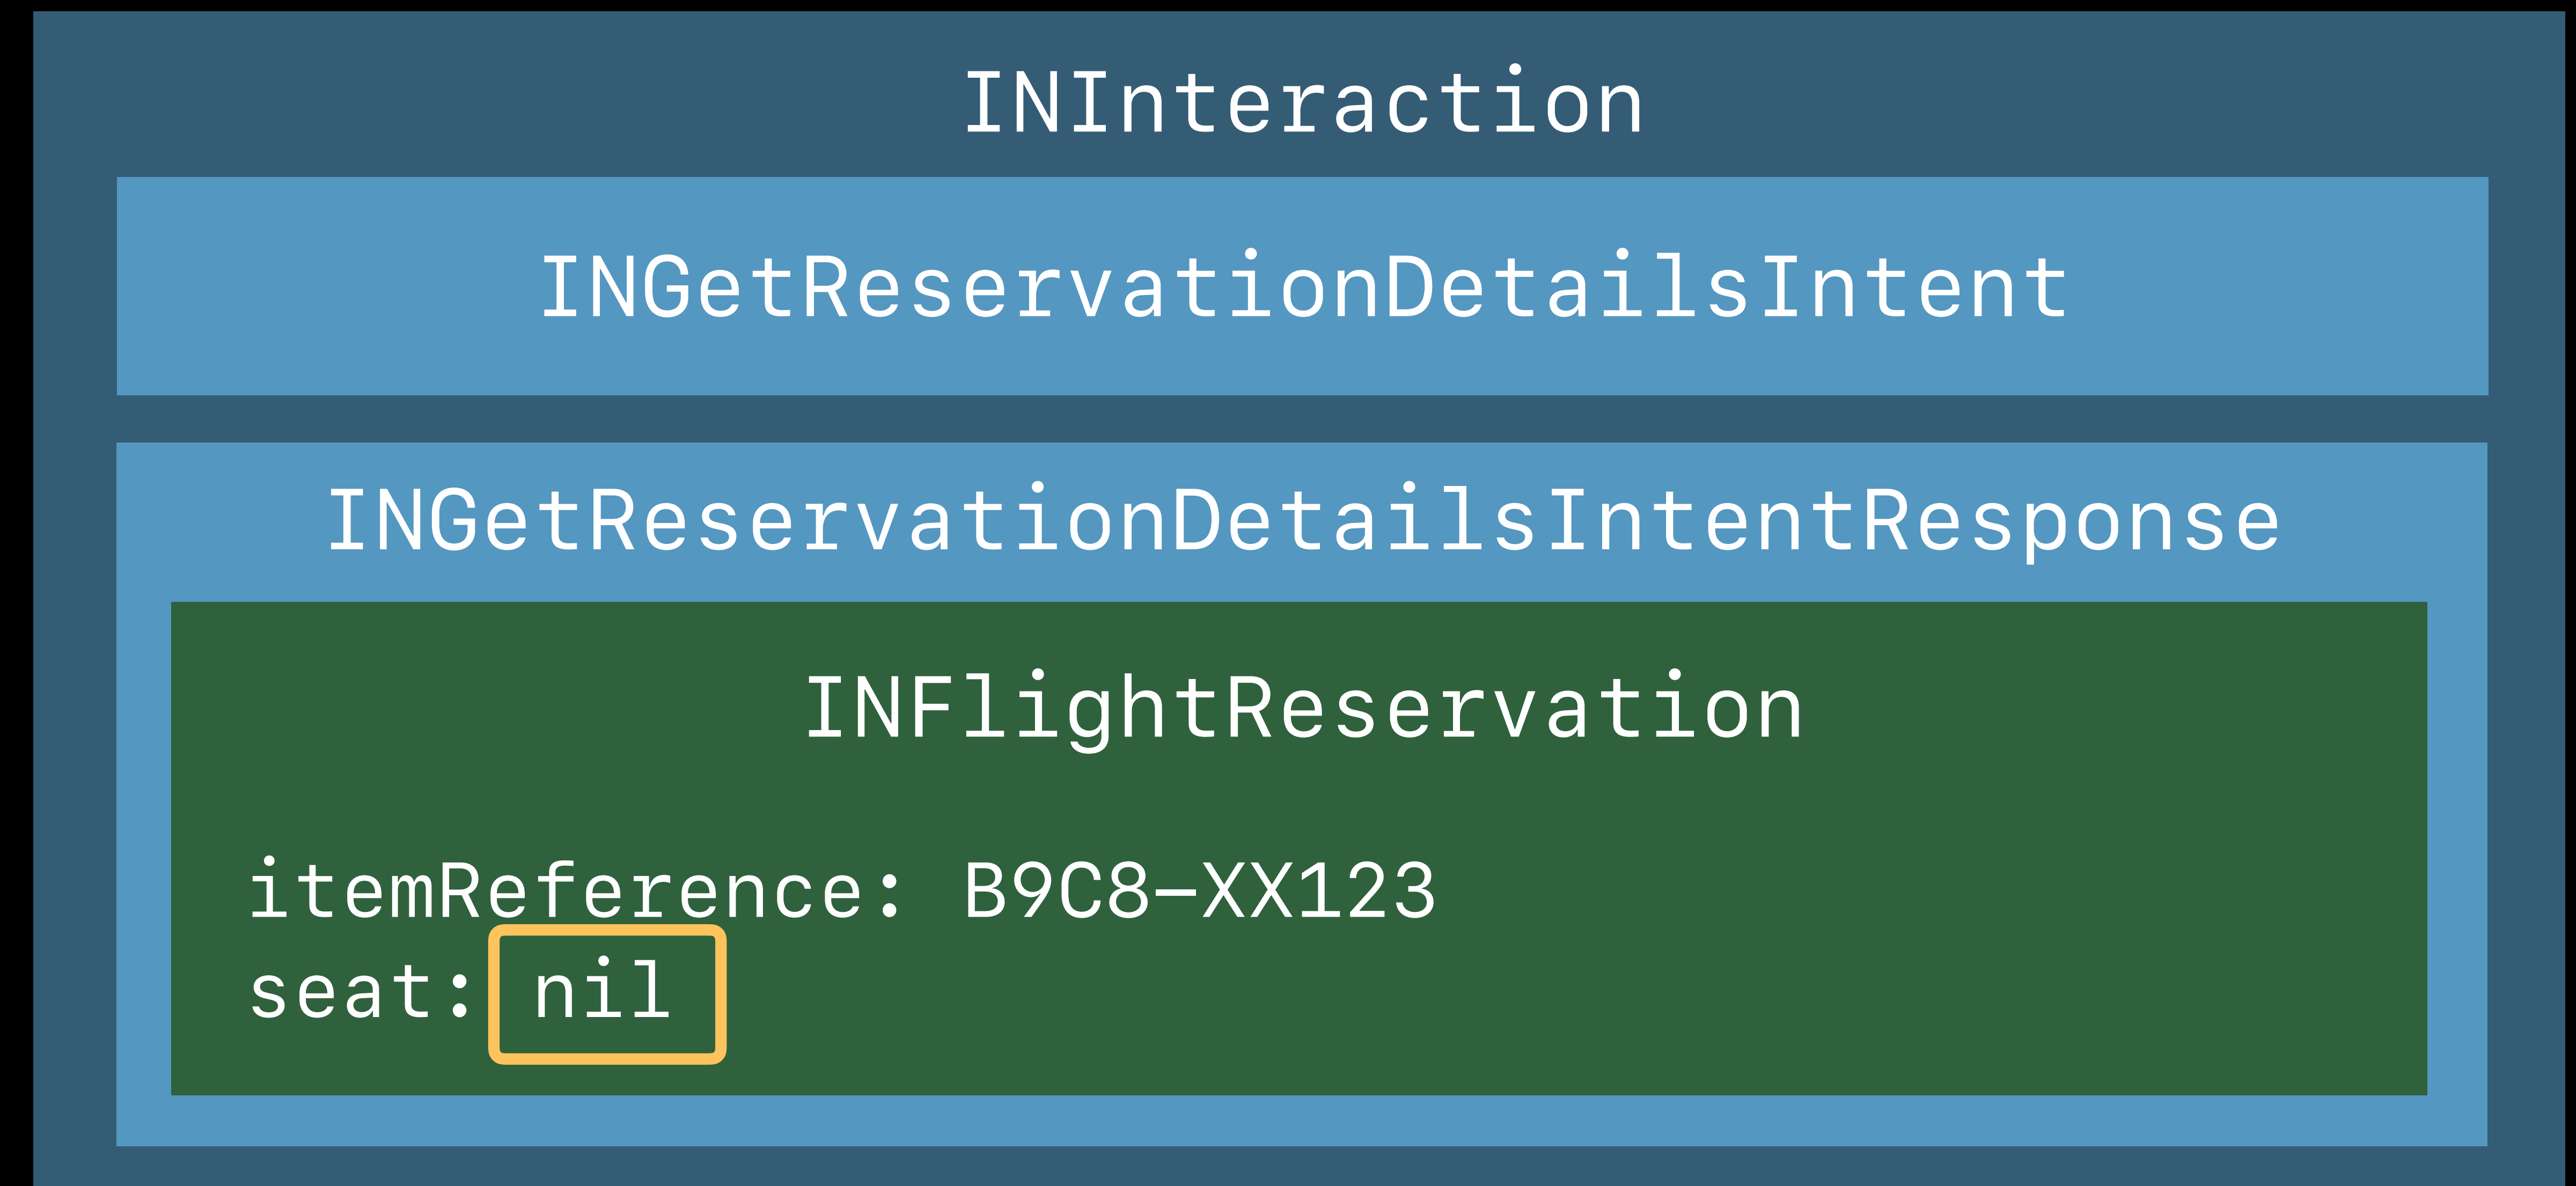 INInteraction
INGetReservationDetailsIntent
INGetReservationDetailsIntentResponse
INFlightReservation
itemReference: B9C8–XX123
seat: nil